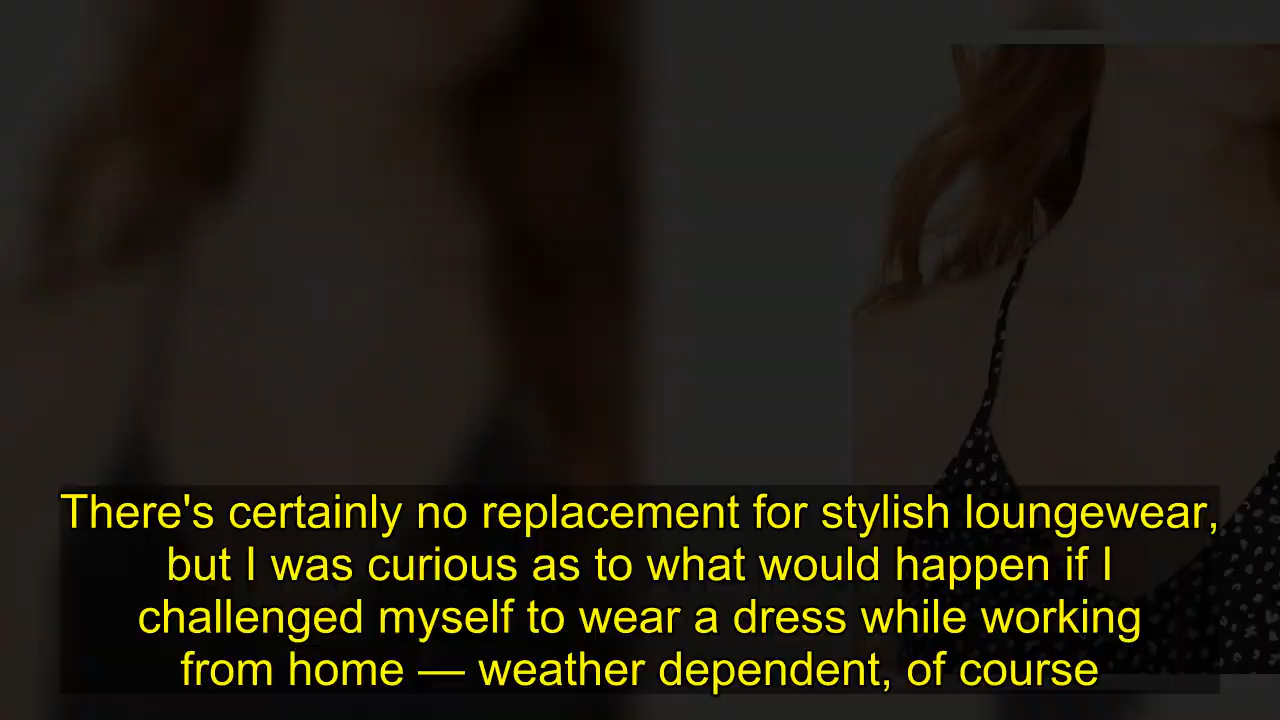 There's certainly no replacement for stylish loungewear,
but I was curious as to what would happen if I
challenged myself to wear a dress while working
from home — weather dependent, of course